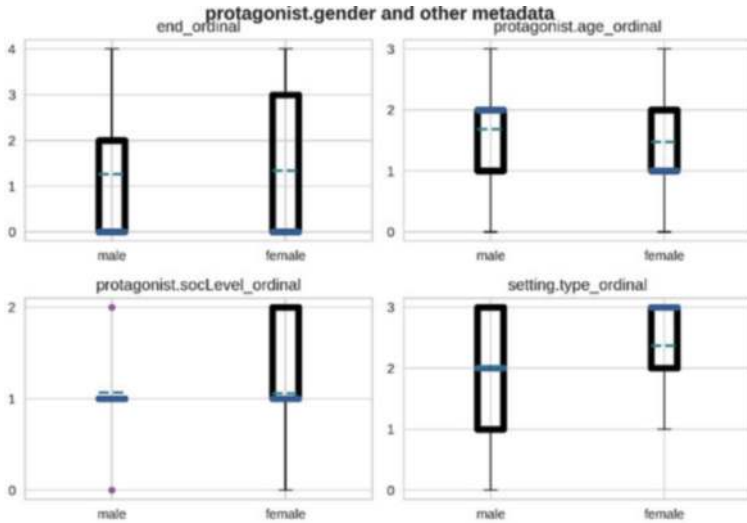 protagonist.gender and other metadata
end_ordinal
protagonist.age_ordinal
4
3
2
1
0
male
female
3
2
1
0
male
female
protagonist.socLevel_ordinal
setting.type_ordinal
2
1
0
male
female
3
2
1
0
male
female